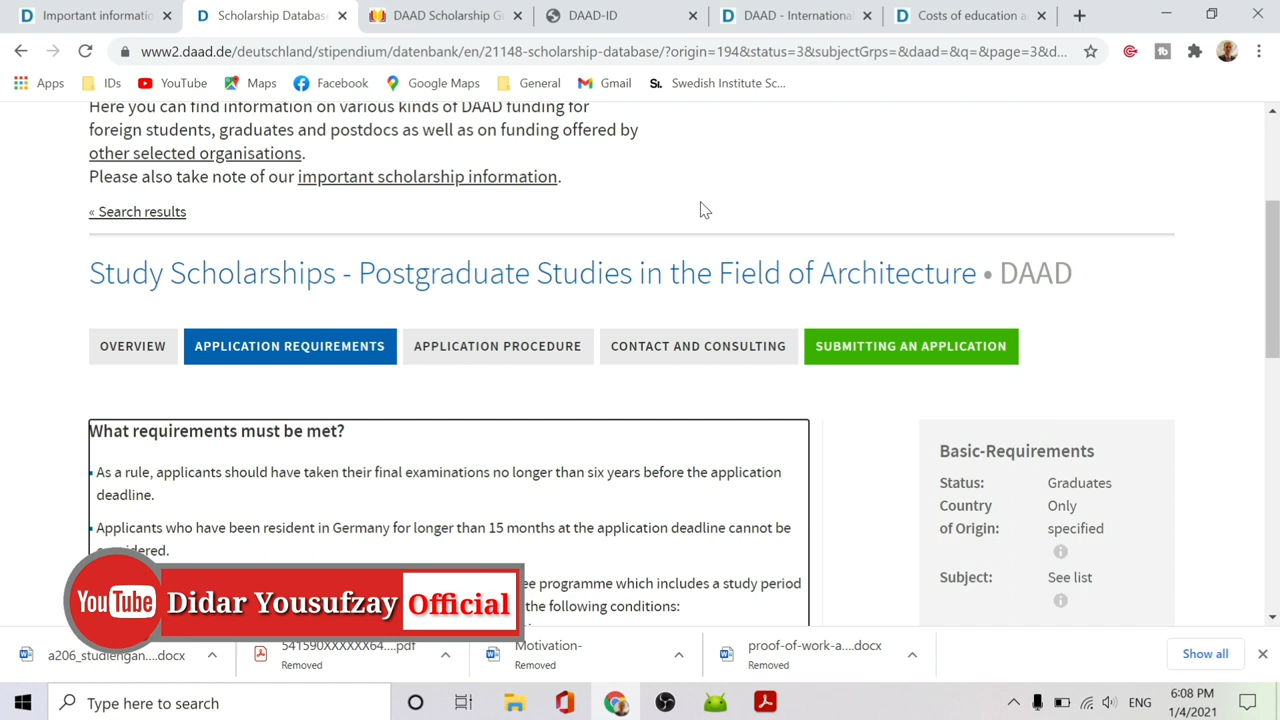 Important informati
Scholarship Databas
DAAD Scholarship G
DAAD-ID
DAAD - Internationa
Costs of education a
www2.daad.de/deutschland/stipendium/datenbank/en/21148-scholarship-database/?origin=194&status=3&subjectGrps=&daad=&q=&page=3&d...
Apps
IDs
YouTube
Maps
Facebook
Google Maps
General
Gmail
Swedish Institute Sc...
Here you can find information on various kinds of DAAD funding for
foreign students, graduates and postdocs as well as on funding offered by
other selected organisations.
Please also take note of our important scholarship information.
« Search results
Study Scholarships - Postgraduate Studies in the Field of Architecture • DAAD
OVERVIEW
APPLICATION REQUIREMENTS
APPLICATION PROCEDURE
CONTACT AND CONSULTING
SUBMITTING AN APPLICATION
What requirements must be met?
As a rule, applicants should have taken their final examinations no longer than six years before the application
deadline.
Applicants who have been resident in Germany for longer than 15 months at the application deadline cannot be
programme which includes a study period
the following conditions:
Basic-Requirements
Status: Graduates
Country Only
of Origin: specified
Subject: See list
YouTube Didar Yousufzay Official
a206_studiengan....docx
541590XXXXXX64....pdf
Removed
Motivation-
Removed
proof-of-work-a....docx
Removed
Show all
Type here to search
ENG
6:08 PM
1/4/2021